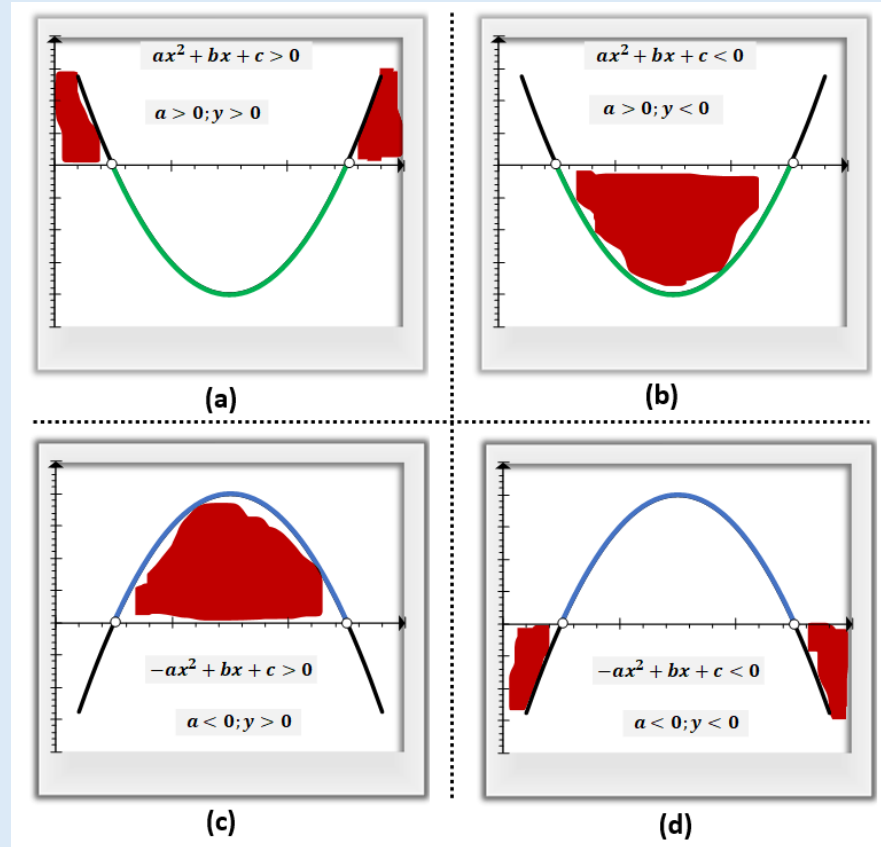 ax² + bx + c > 0
a > 0; y > 0
(a)
ax² + bx + c < 0
a > 0; y < 0
(b)
−ax² + bx + c > 0
a < 0; y > 0
(c)
−ax² + bx + c < 0
a < 0; y < 0
(d)